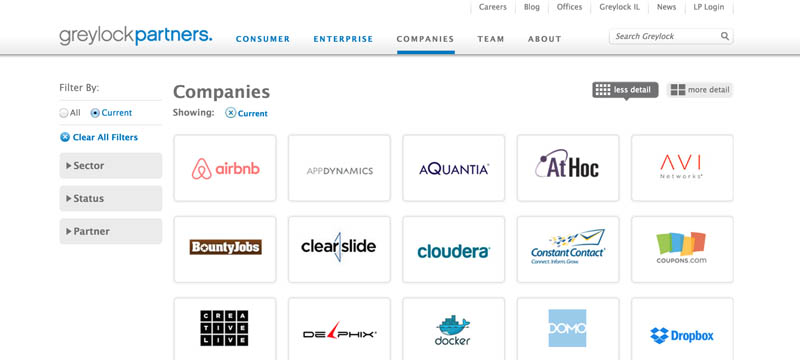 Careers Blog Offices Greylock IL News LP Login
greylockpartners.
CONSUMER ENTERPRISE COMPANIES TEAM ABOUT
Search Greylock
Filter By:
All Current
Clear All Filters
Sector
Status
Partner
Companies
less detail more detail
Showing: Current
airbnb
APPDYNAMICS
AQUANTIA
AtHoc
AVI
Networks
BOUNTYJOBS
clearslide
cloudera
Constant Contact
Connect. Inform. Grow.
COUPONS.com
CREA
TIVE
LIVE
DELPHIX
docker
DOMO
Dropbox